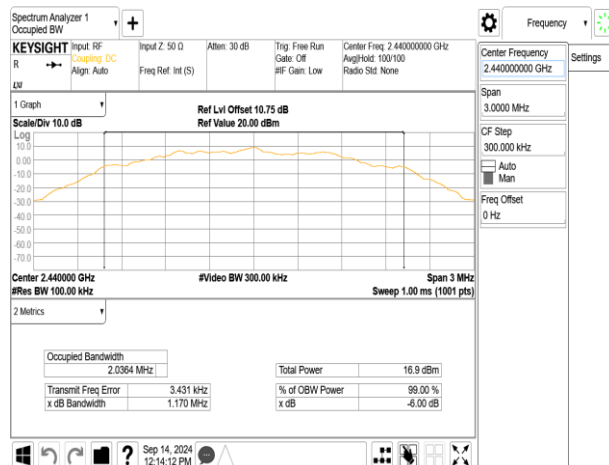 Spectrum Analyzer 1
Occupied BW
+
Frequency
KEYSIGHT
R
LXI
Input: RF
Coupling: DC
Align: Auto
Input Z: 50 Ω
Freq Ref: Int (S)
Atten: 30 dB
Trig: Free Run
Gate: Off
#IF Gain: Low
Center Freq: 2.440000000 GHz
Avg|Hold: 100/100
Radio Std: None
Center Frequency
2.440000000 GHz
Settings
Span
3.0000 MHz
CF Step
300.000 kHz
Auto
Man
Freq Offset
0 Hz
1 Graph
Scale/Div 10.0 dB
Ref Lvl Offset 10.75 dB
Ref Value 20.00 dBm
Log
10.0
0.00
-10.0
-20.0
-30.0
-40.0
-50.0
-60.0
-70.0
Center 2.440000 GHz
#Res BW 100.00 kHz
#Video BW 300.00 kHz
Span 3 MHz
Sweep 1.00 ms (1001 pts)
2 Metrics
Occupied Bandwidth
2.0364 MHz
Transmit Freq Error 3.431 kHz
x dB Bandwidth 1.170 MHz
Total Power 16.9 dBm
% of OBW Power 99.00 %
x dB -6.00 dB
?
Sep 14, 2024
12:14:12 PM